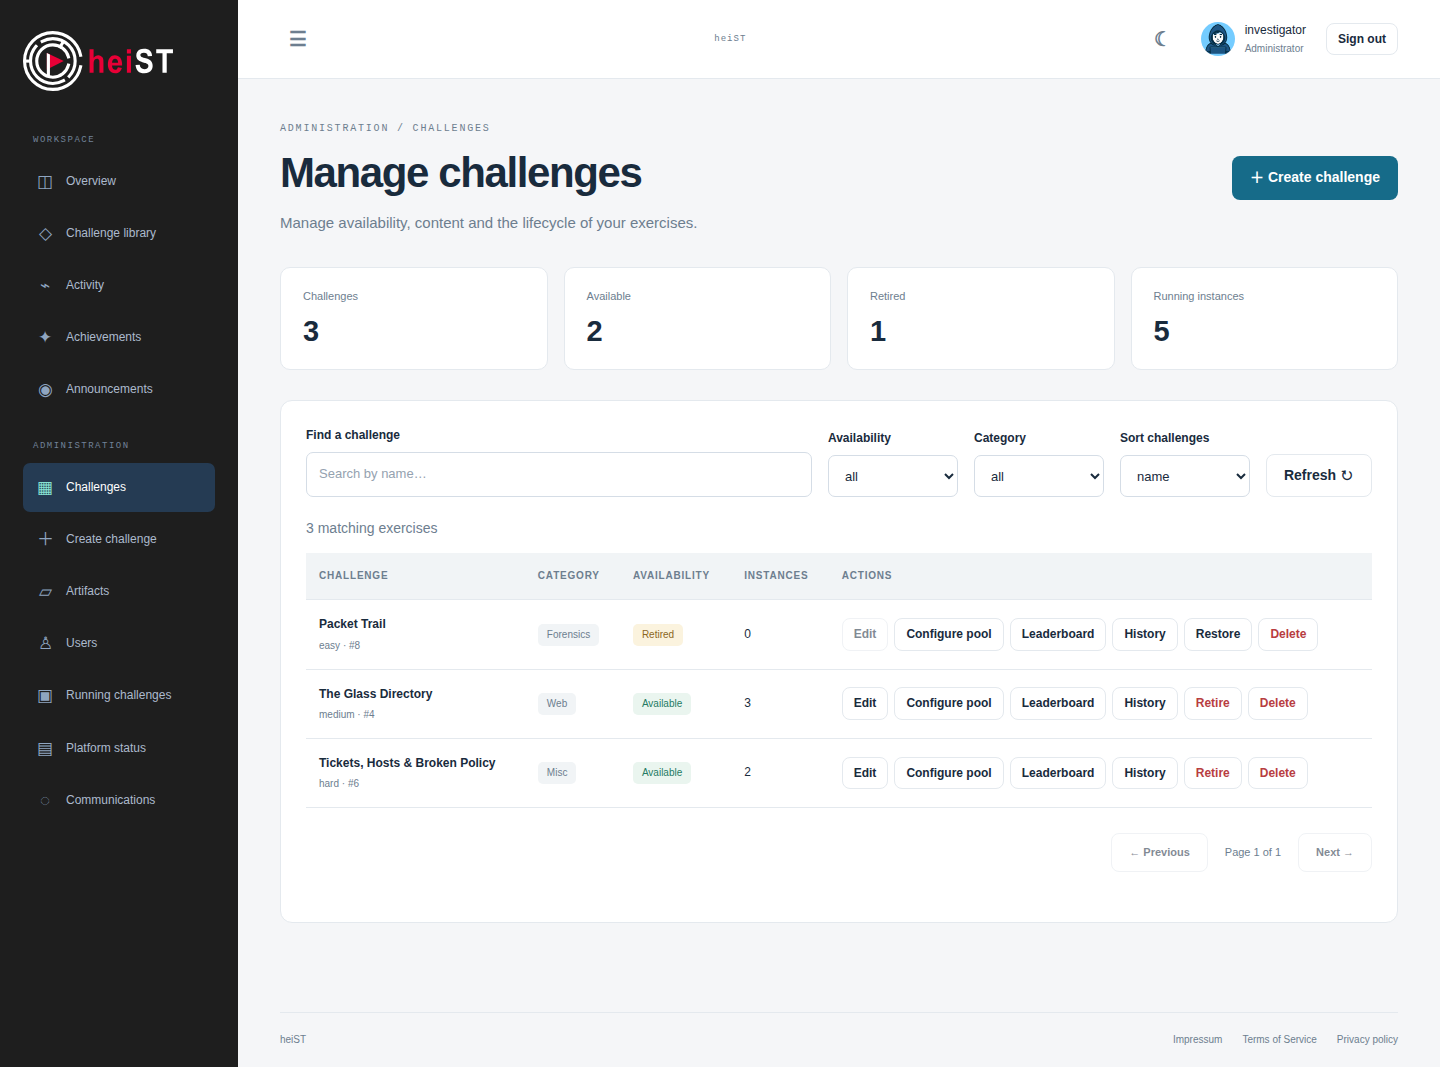 heiST
WORKSPACE
Overview
Challenge library
Activity
Achievements
Announcements
ADMINISTRATION
Challenges
Create challenge
Artifacts
Users
Running challenges
Platform status
Communications
heiST
investigator
Administrator
Sign out
ADMINISTRATION / CHALLENGES
Manage challenges
Manage availability, content and the lifecycle of your exercises.
+ Create challenge
Challenges
3
Available
2
Retired
1
Running instances
5
Find a challenge
Search by name…
Availability
all
Category
all
Sort challenges
name
Refresh ↻
3 matching exercises
CHALLENGE CATEGORY AVAILABILITY INSTANCES ACTIONS
Packet Trail
easy · #8
Forensics Retired 0 Edit Configure pool Leaderboard History Restore Delete
The Glass Directory
medium · #4
Web Available 3 Edit Configure pool Leaderboard History Retire Delete
Tickets, Hosts & Broken Policy
hard · #6
Misc Available 2 Edit Configure pool Leaderboard History Retire Delete
← Previous Page 1 of 1 Next →
heiST Impressum Terms of Service Privacy policy